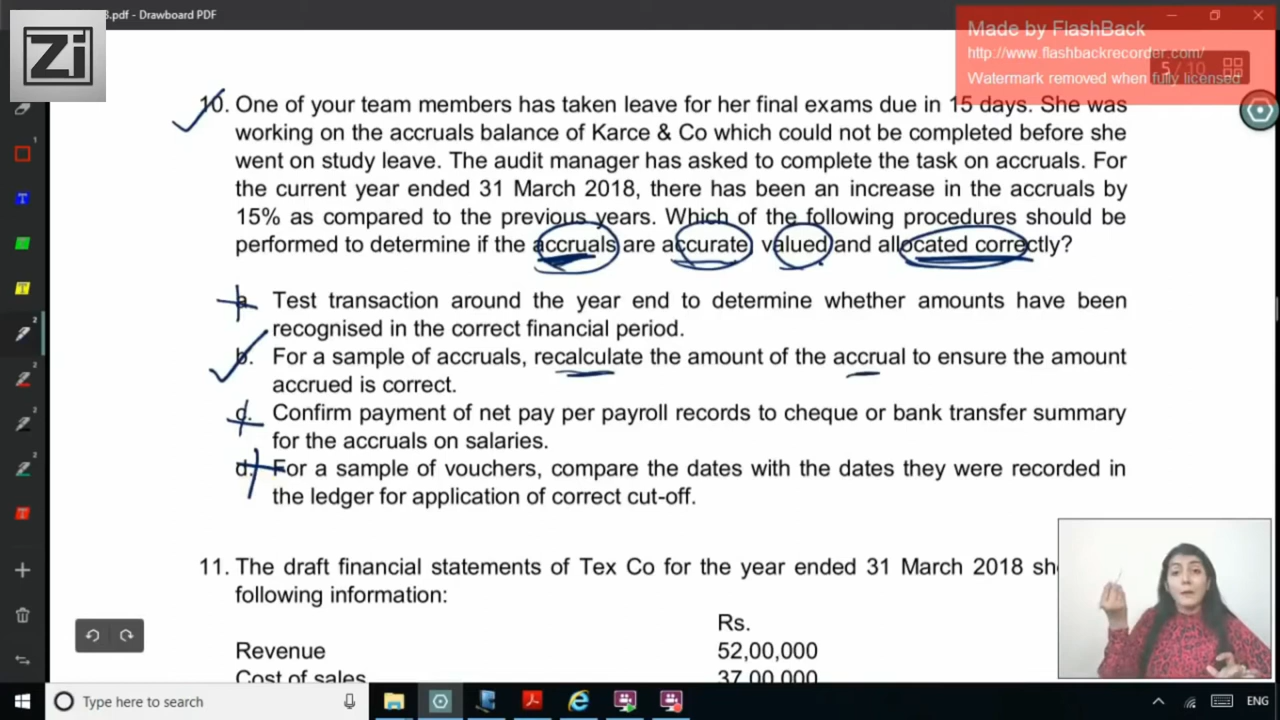 3.pdf - Drawboard PDF
Zi
Made by FlashBack
http://www.flashbackrecorder.com/
Watermark removed when fully licensed
5 / 10
10. One of your team members has taken leave for her final exams due in 15 days. She was
working on the accruals balance of Karce & Co which could not be completed before she
went on study leave. The audit manager has asked to complete the task on accruals. For
the current year ended 31 March 2018, there has been an increase in the accruals by
15% as compared to the previous years. Which of the following procedures should be
performed to determine if the accruals are accurate, valued and allocated correctly?
a. Test transaction around the year end to determine whether amounts have been
recognised in the correct financial period.
b. For a sample of accruals, recalculate the amount of the accrual to ensure the amount
accrued is correct.
c. Confirm payment of net pay per payroll records to cheque or bank transfer summary
for the accruals on salaries.
d. For a sample of vouchers, compare the dates with the dates they were recorded in
the ledger for application of correct cut-off.
11. The draft financial statements of Tex Co for the year ended 31 March 2018
following information:
Rs.
Revenue 52,00,000
Cost of sales 37,00,000
Type here to search
ENG